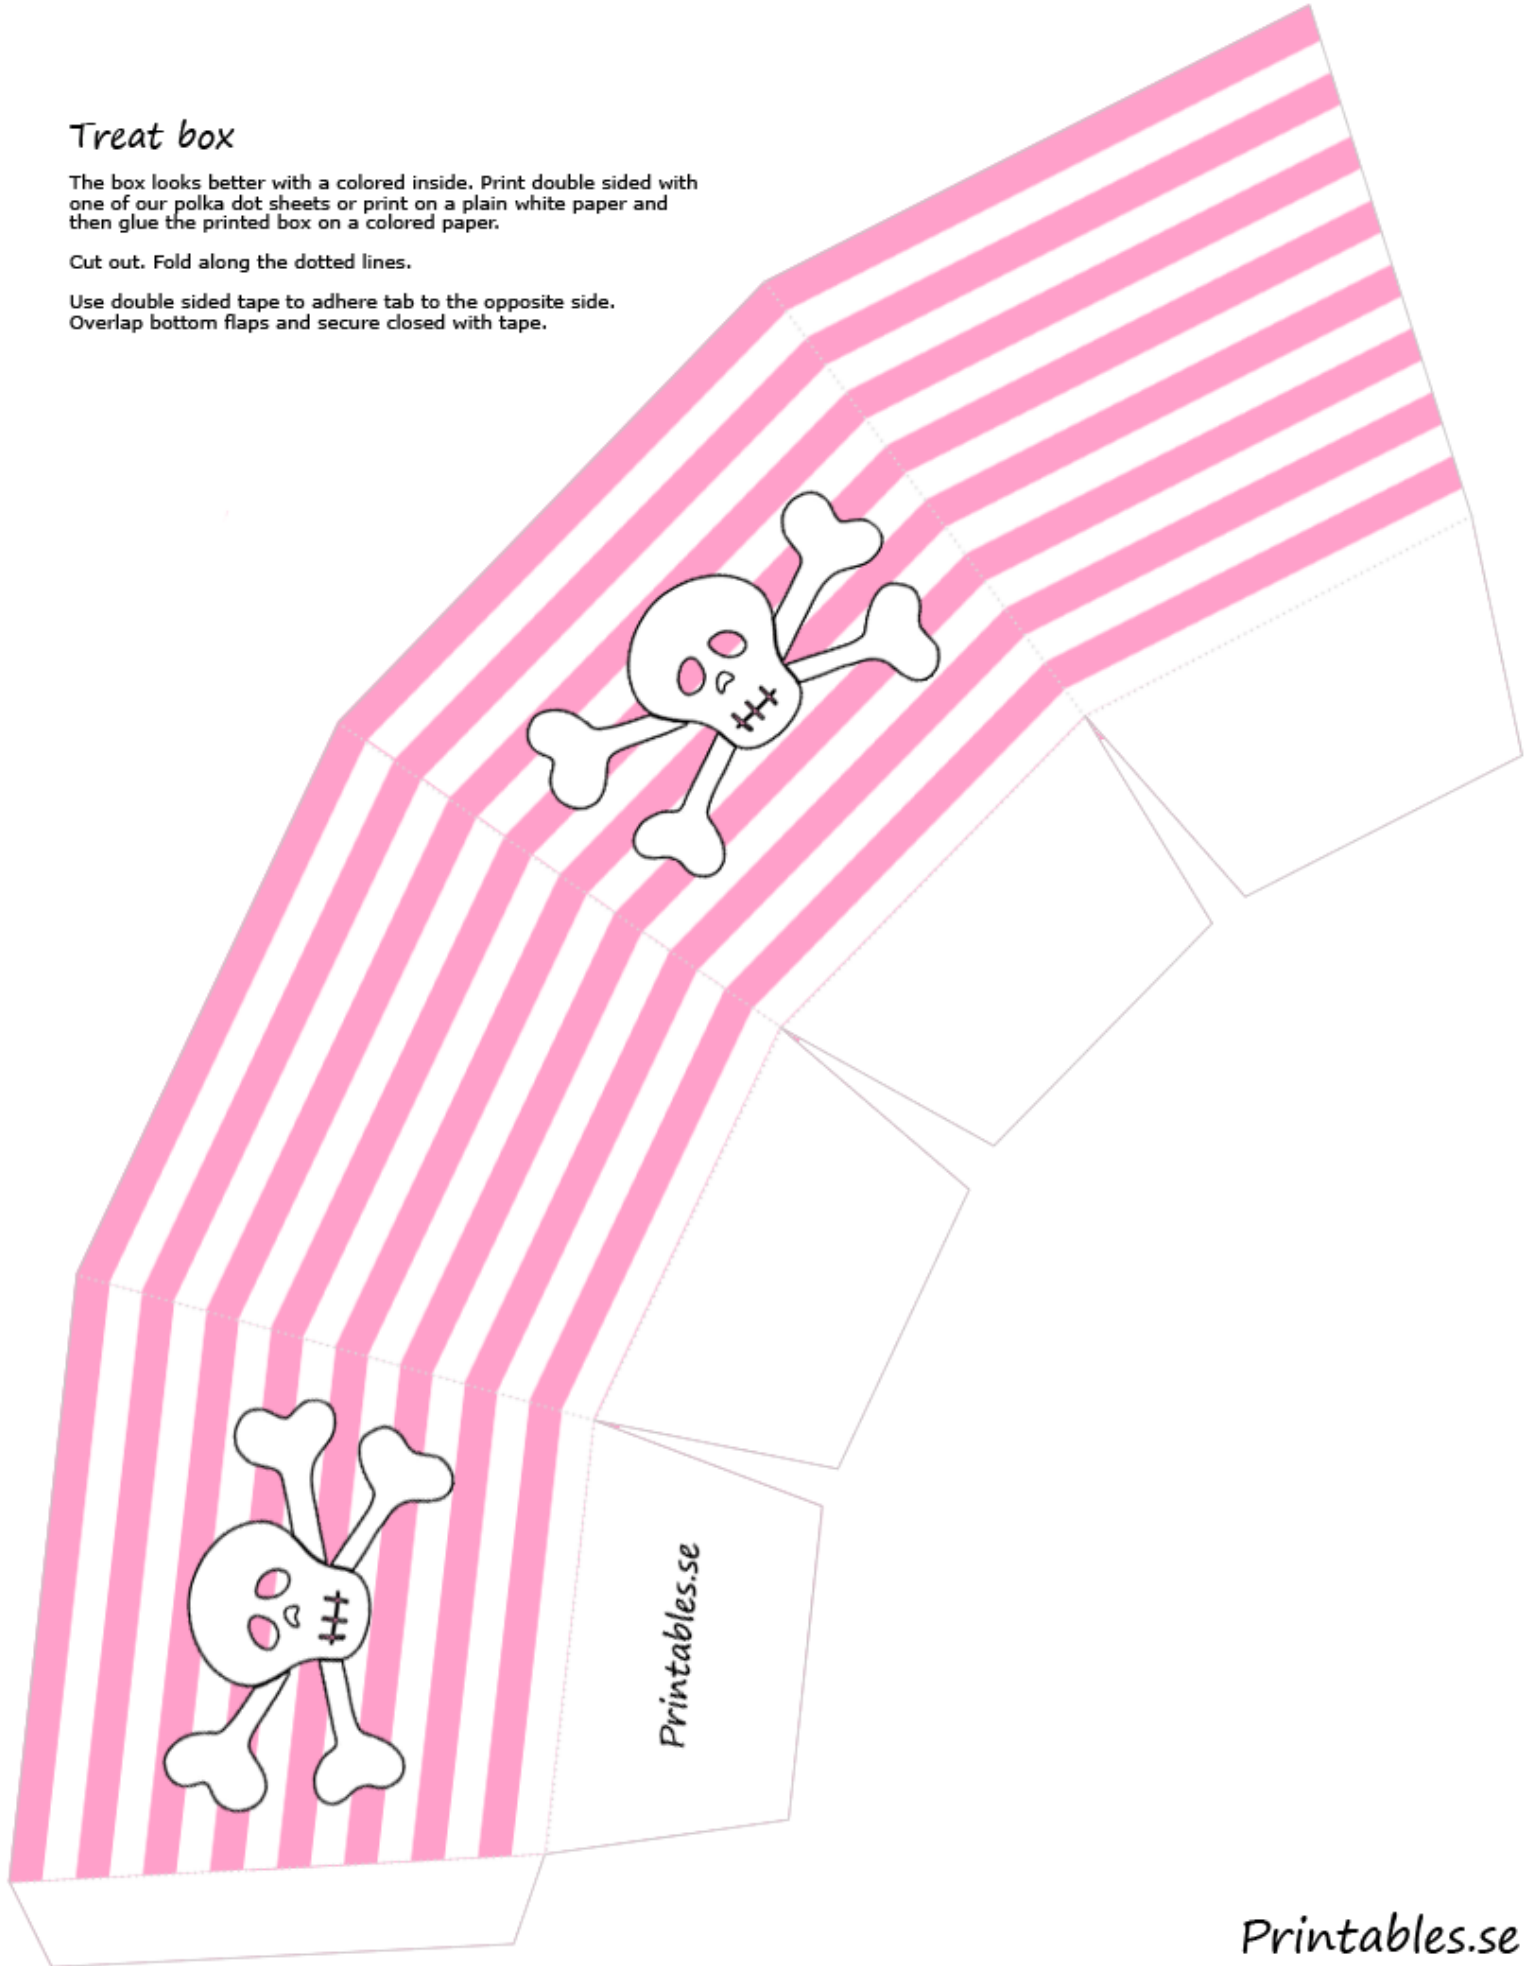 Treat box
The box looks better with a colored inside. Print double sided with
one of our polka dot sheets or print on a plain white paper and
then glue the printed box on a colored paper.
Cut out. Fold along the dotted lines.
Use double sided tape to adhere tab to the opposite side.
Overlap bottom flaps and secure closed with tape.
Printables.se
Printables.se